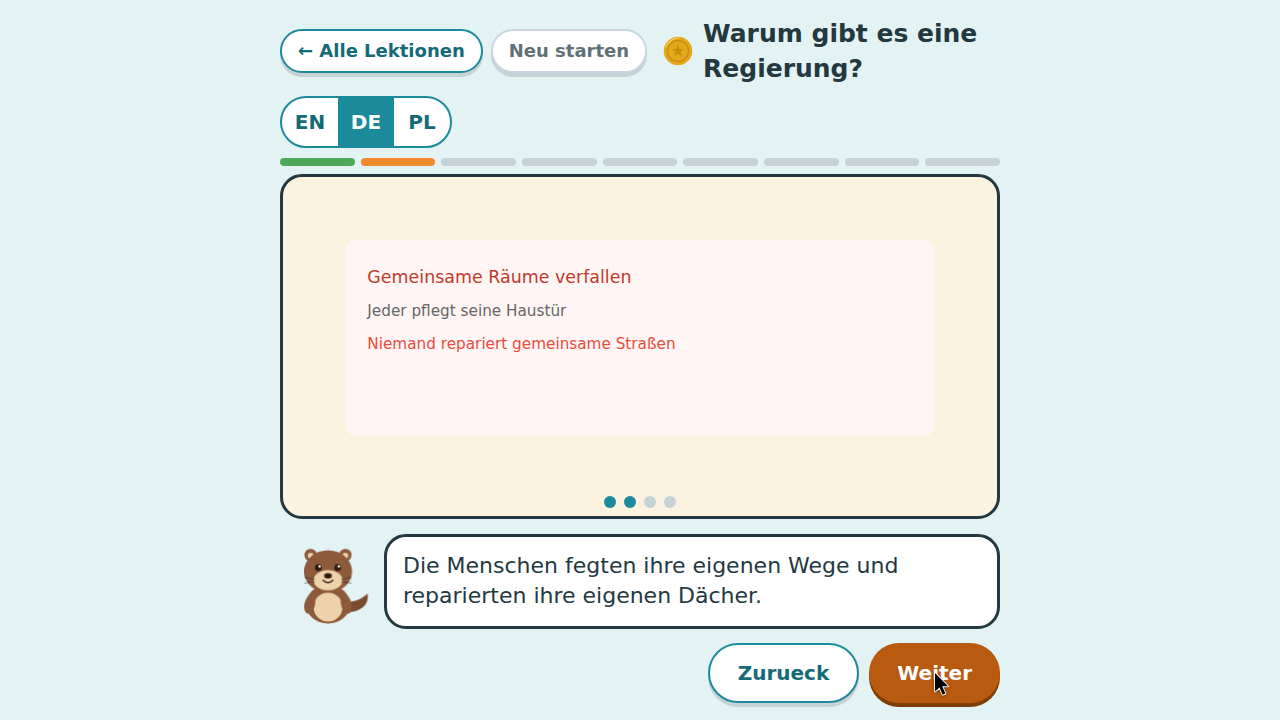 ← Alle Lektionen
Neu starten
Warum gibt es eine
Regierung?
EN DE PL
Gemeinsame Räume verfallen
Jeder pflegt seine Haustür
Niemand repariert gemeinsame Straßen
Die Menschen fegten ihre eigenen Wege und
reparierten ihre eigenen Dächer.
Zurueck
Weiter